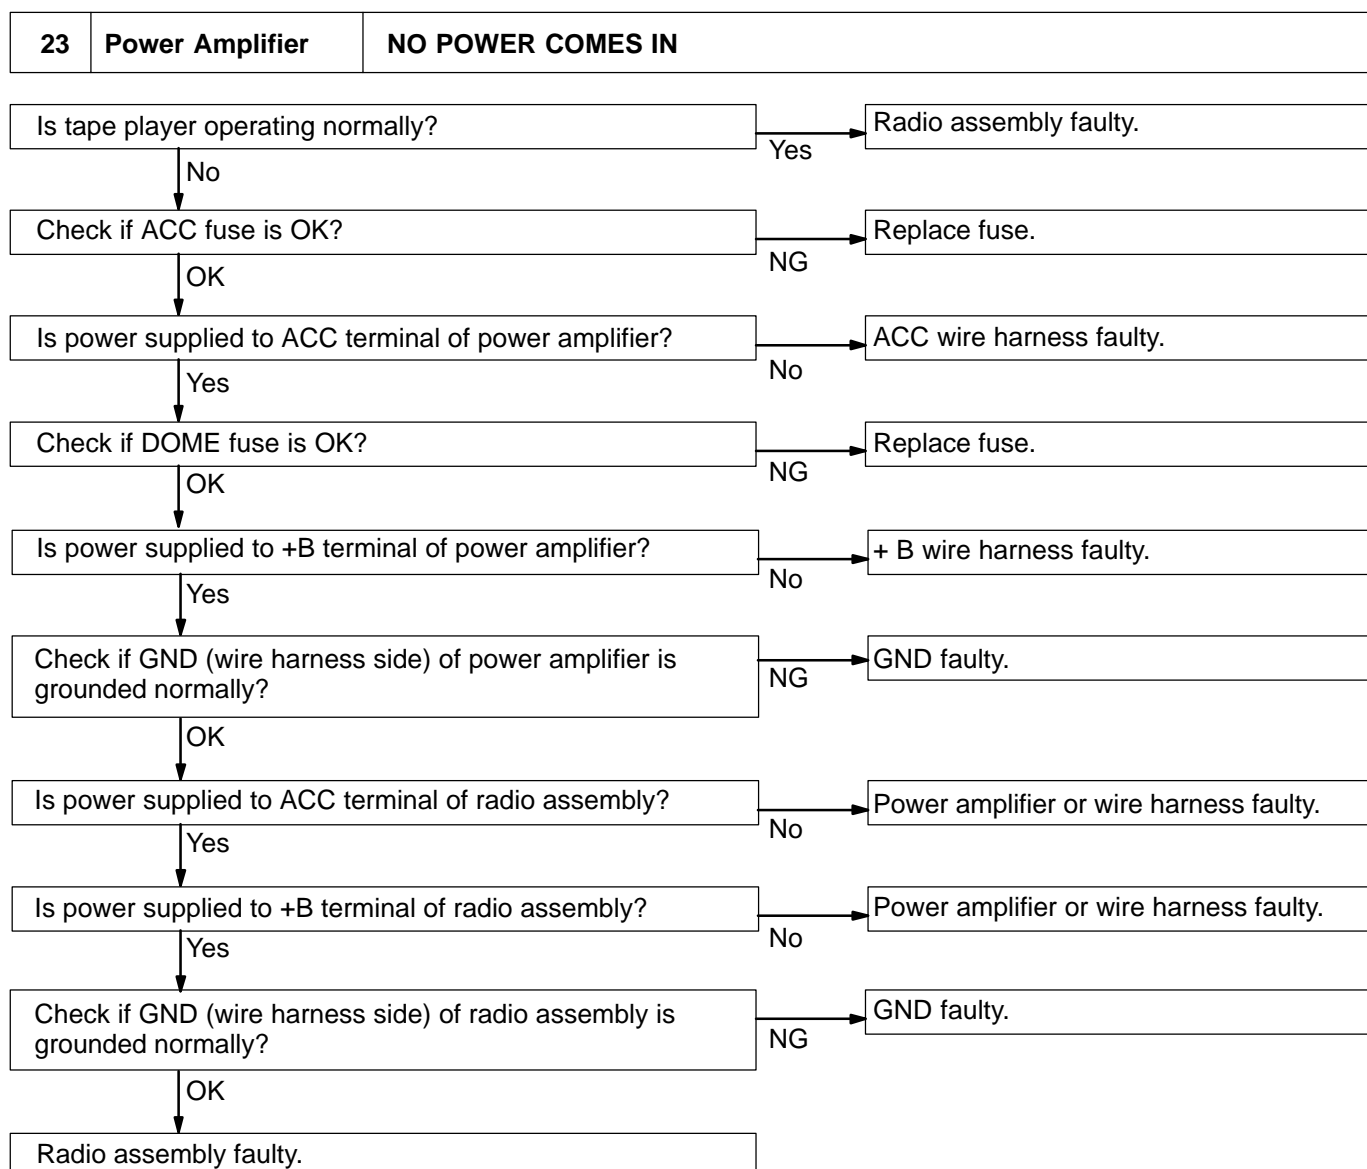 23 Power Amplifier NO POWER COMES IN
Is tape player operating normally?
Yes
Radio assembly faulty.
No
Check if ACC fuse is OK?
NG
Replace fuse.
OK
Is power supplied to ACC terminal of power amplifier?
No
ACC wire harness faulty.
Yes
Check if DOME fuse is OK?
NG
Replace fuse.
OK
Is power supplied to +B terminal of power amplifier?
No
+ B wire harness faulty.
Yes
Check if GND (wire harness side) of power amplifier is
grounded normally?
NG
GND faulty.
OK
Is power supplied to ACC terminal of radio assembly?
No
Power amplifier or wire harness faulty.
Yes
Is power supplied to +B terminal of radio assembly?
No
Power amplifier or wire harness faulty.
Yes
Check if GND (wire harness side) of radio assembly is
grounded normally?
NG
GND faulty.
OK
Radio assembly faulty.